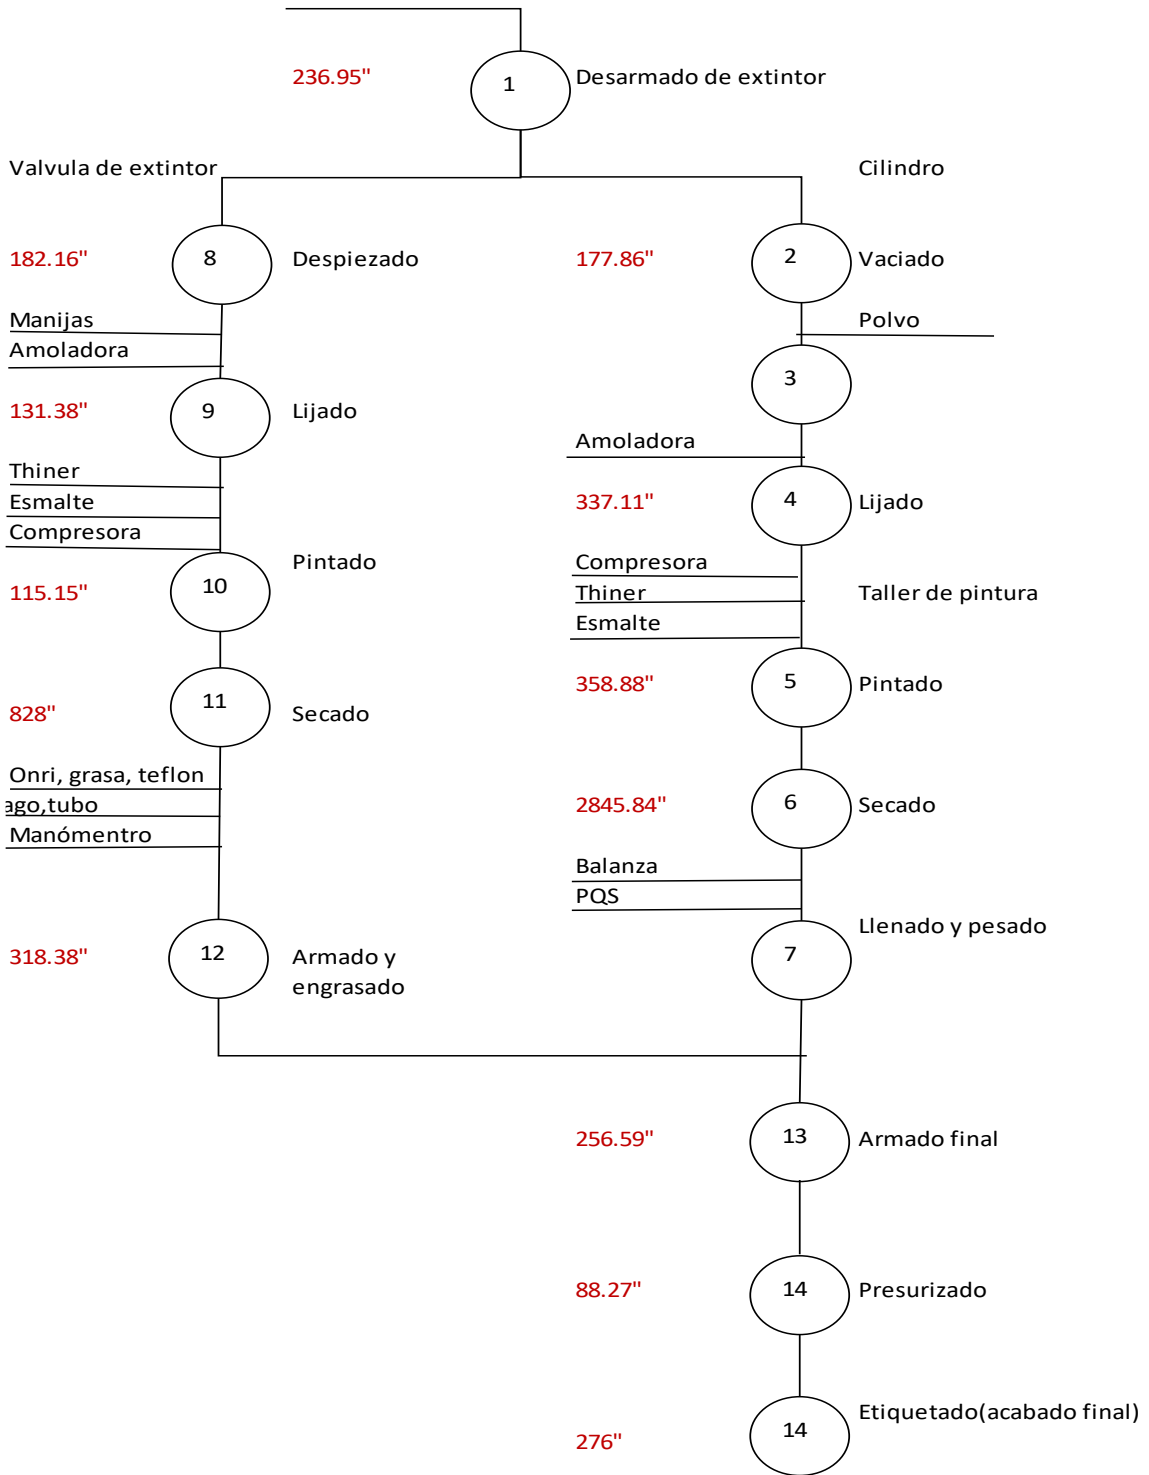 236.95"
1
Desarmado de extintor
Valvula de extintor
Cilindro
182.16"
8
Despiezado
177.86"
2
Vaciado
Manijas
Polvo
Amoladora
3
131.38"
9
Lijado
Amoladora
Thiner
Esmalte
337.11"
4
Lijado
Compresora
Pintado
Compresora
115.15"
10
Thiner
Taller de pintura
Esmalte
358.88"
5
Pintado
828"
11
Secado
Onri, grasa, teflon
ago,tubo
2845.84"
6
Secado
Manómentro
Balanza
PQS
Llenado y pesado
318.38"
12
Armado y
engrasado
7
256.59"
13
Armado final
88.27"
14
Presurizado
Etiquetado(acabado final)
276"
14